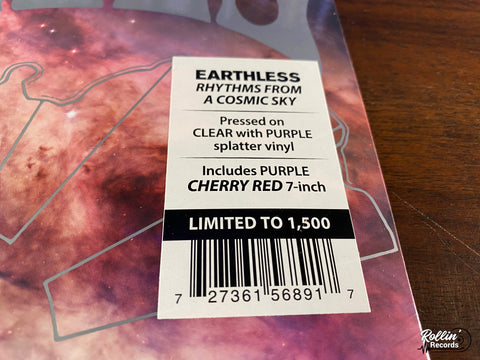 EARTHLESS
RHYTHMS FROM
A COSMIC SKY
Pressed on
CLEAR with PURPLE
splatter vinyl
Includes PURPLE
CHERRY RED 7-inch
LIMITED TO 1,500
7 27361 56891 7
Rollin'
Records